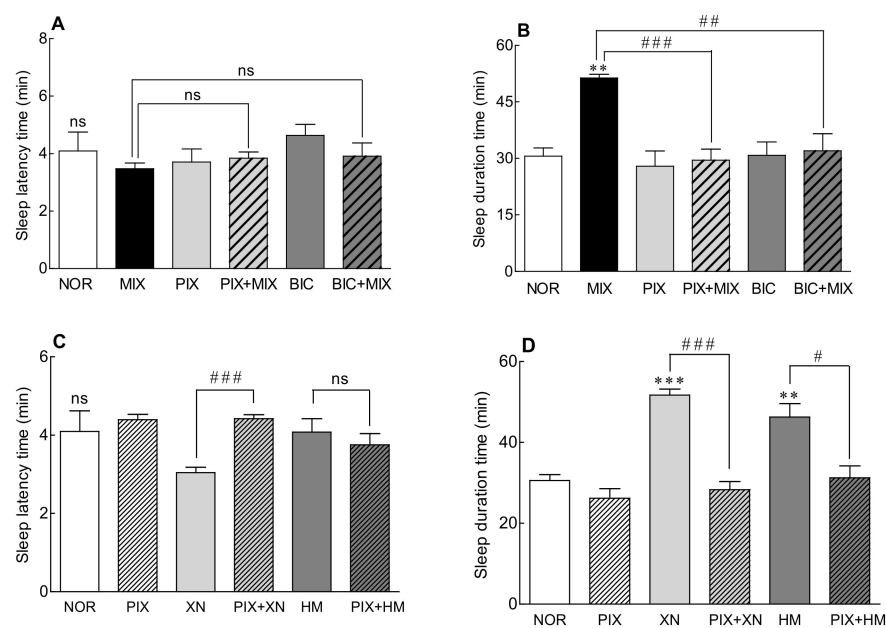 A
Sleep latency time (min)
8
6
4
2
0
ns
ns
ns
NOR MIX PIX PIX+MIX BIC BIC+MIX
B
Sleep duration time (min)
60
45
30
15
0
##
###
**
NOR MIX PIX PIX+MIX BIC BIC+MIX
C
Sleep latency time (min)
6
4
2
0
ns
###
ns
NOR PIX XN PIX+XN HM PIX+HM
D
Sleep duration time (min)
60
40
20
0
###
#
***
**
NOR PIX XN PIX+XN HM PIX+HM